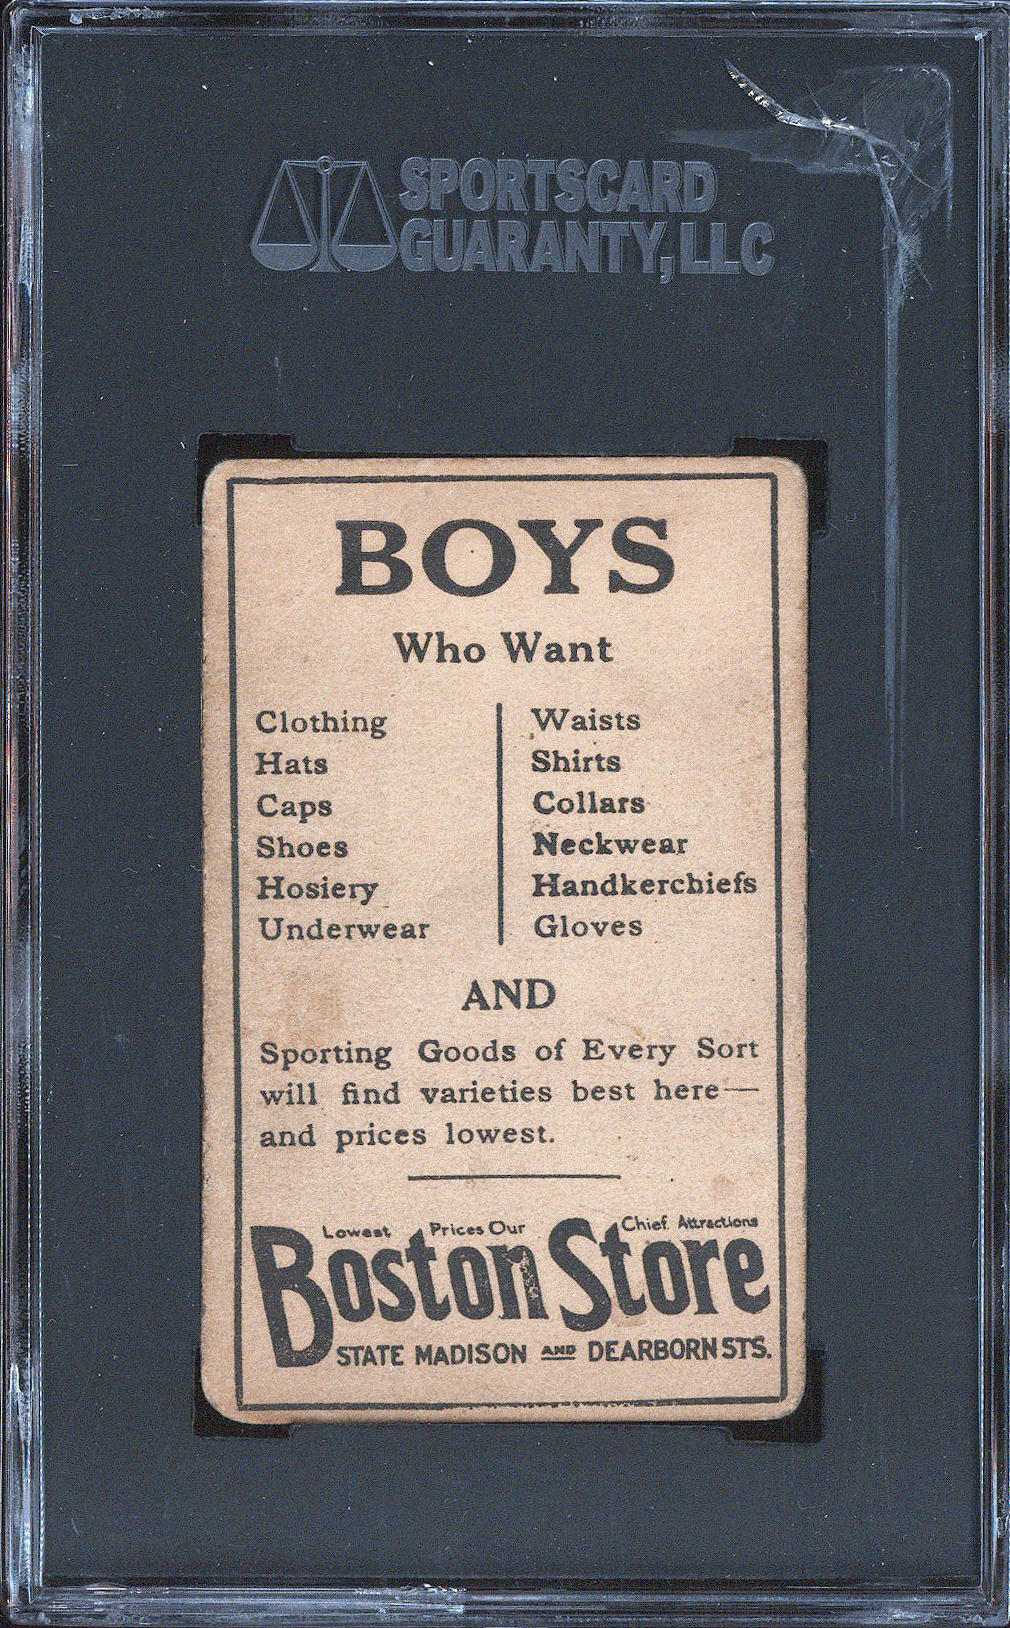 SPORTSCARD
GUARANTY, LLC
BOYS
Who Want
Clothing
Hats
Caps
Shoes
Hosiery
Underwear
Waists
Shirts
Collars
Neckwear
Handkerchiefs
Gloves
AND
Sporting Goods of Every Sort
will find varieties best here—
and prices lowest.
Lowest Prices Our Chief Attractions
Boston Store
STATE MADISON AND DEARBORN STS.